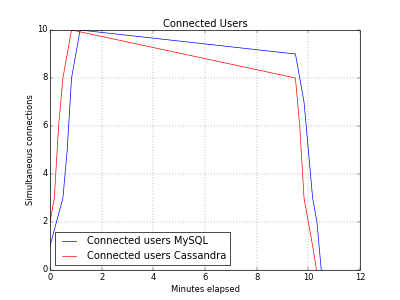 Connected Users
10
8
6
4
2
0
Simultaneous connections
Connected users MySQL
Connected users Cassandra
0 2 4 6 8 10 12
Minutes elapsed